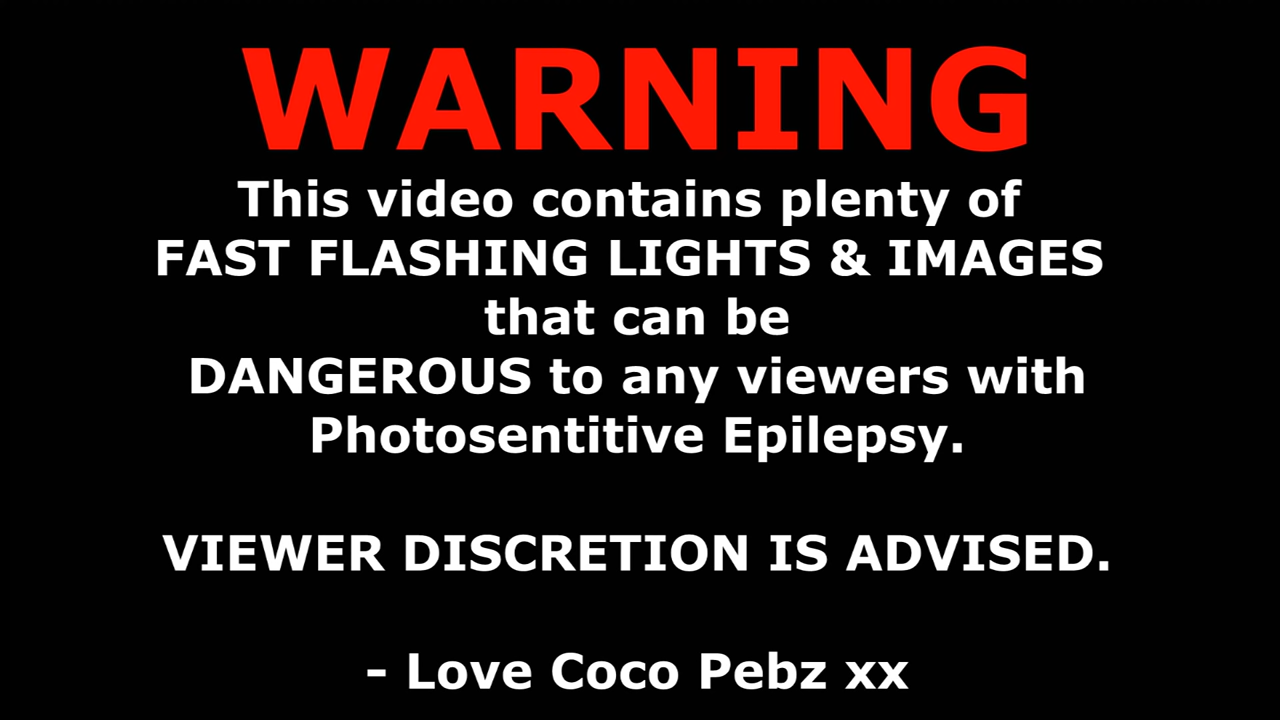 WARNING
This video contains plenty of
FAST FLASHING LIGHTS & IMAGES
that can be
DANGEROUS to any viewers with
Photosentitive Epilepsy.
VIEWER DISCRETION IS ADVISED.
- Love Coco Pebz xx